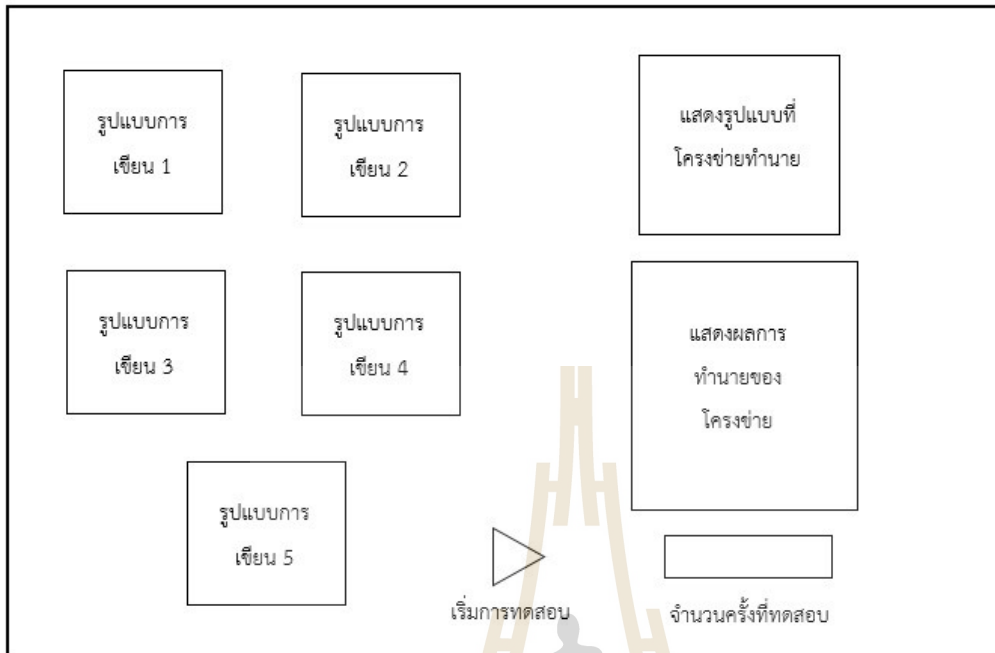 รูปแบบการ
เขียน 1
รูปแบบการ
เขียน 2
แสดงรูปแบบที่
โครงข่ายทำนาย
รูปแบบการ
เขียน 3
รูปแบบการ
เขียน 4
แสดงผลการ
ทำนายของ
โครงข่าย
รูปแบบการ
เขียน 5
เริ่มการทดสอบ
จำนวนครั้งที่ทดสอบ